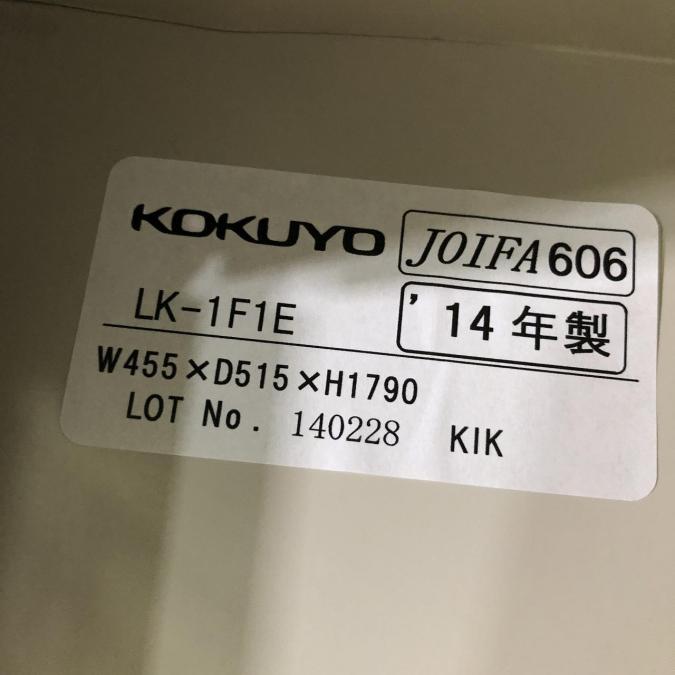 KOKUYO JOIFA606
LK-1F1E '14年製
W455×D515×H1790
LOT No. 140228 KIK